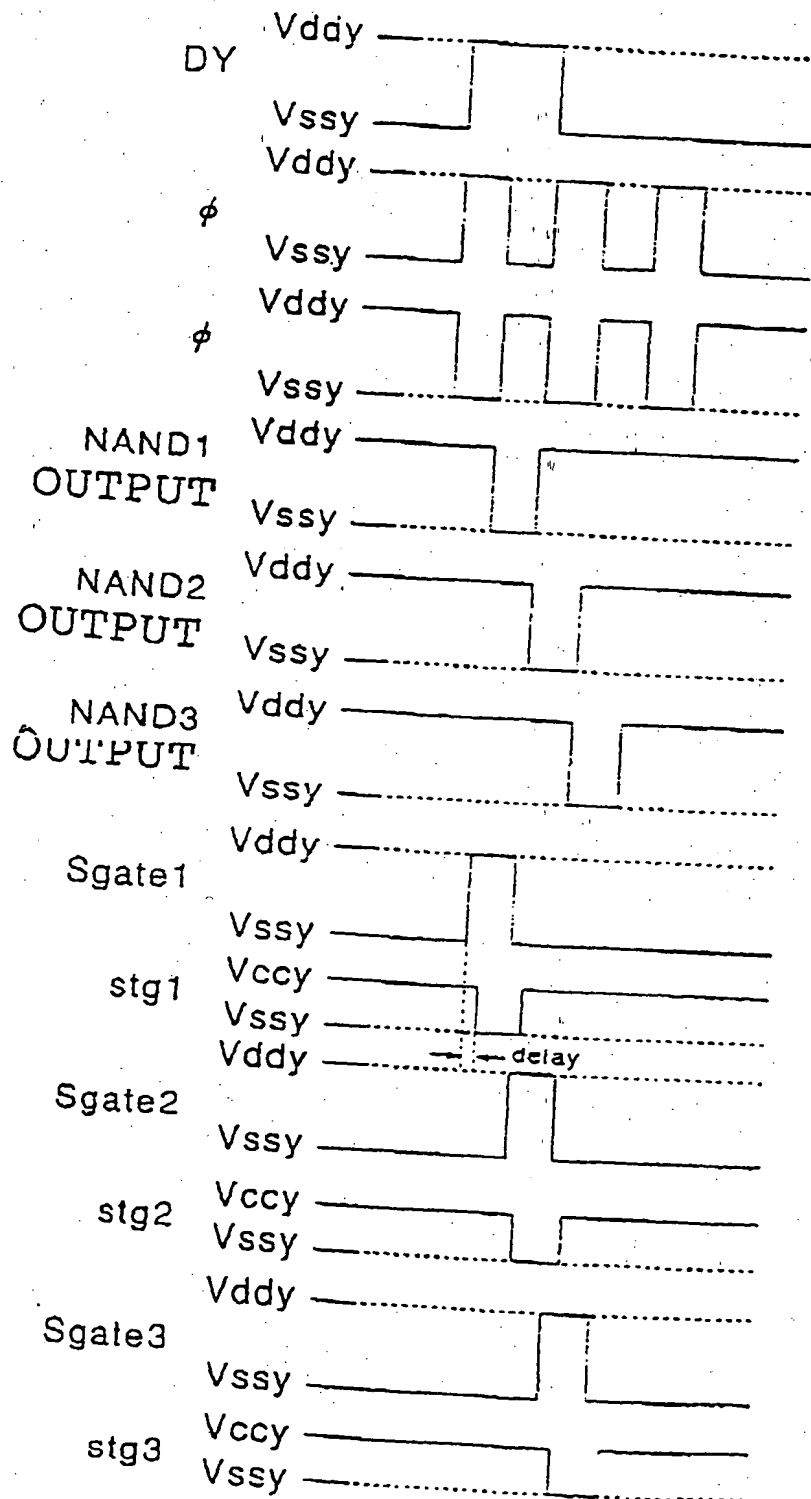 Vddy
DY
Vssy
Vddy
ϕ
Vssy
Vddy
ϕ
Vssy
NAND1 Vddy
OUTPUT
Vssy
NAND2 Vddy
OUTPUT
Vssy
NAND3 Vddy
OUTPUT
Vssy
Vddy
Sgate1
Vssy
stg1 Vccy
Vssy
Vddy delay
Sgate2
Vssy
stg2 Vccy
Vssy
Vddy
Sgate3
Vssy
stg3 Vccy
Vssy